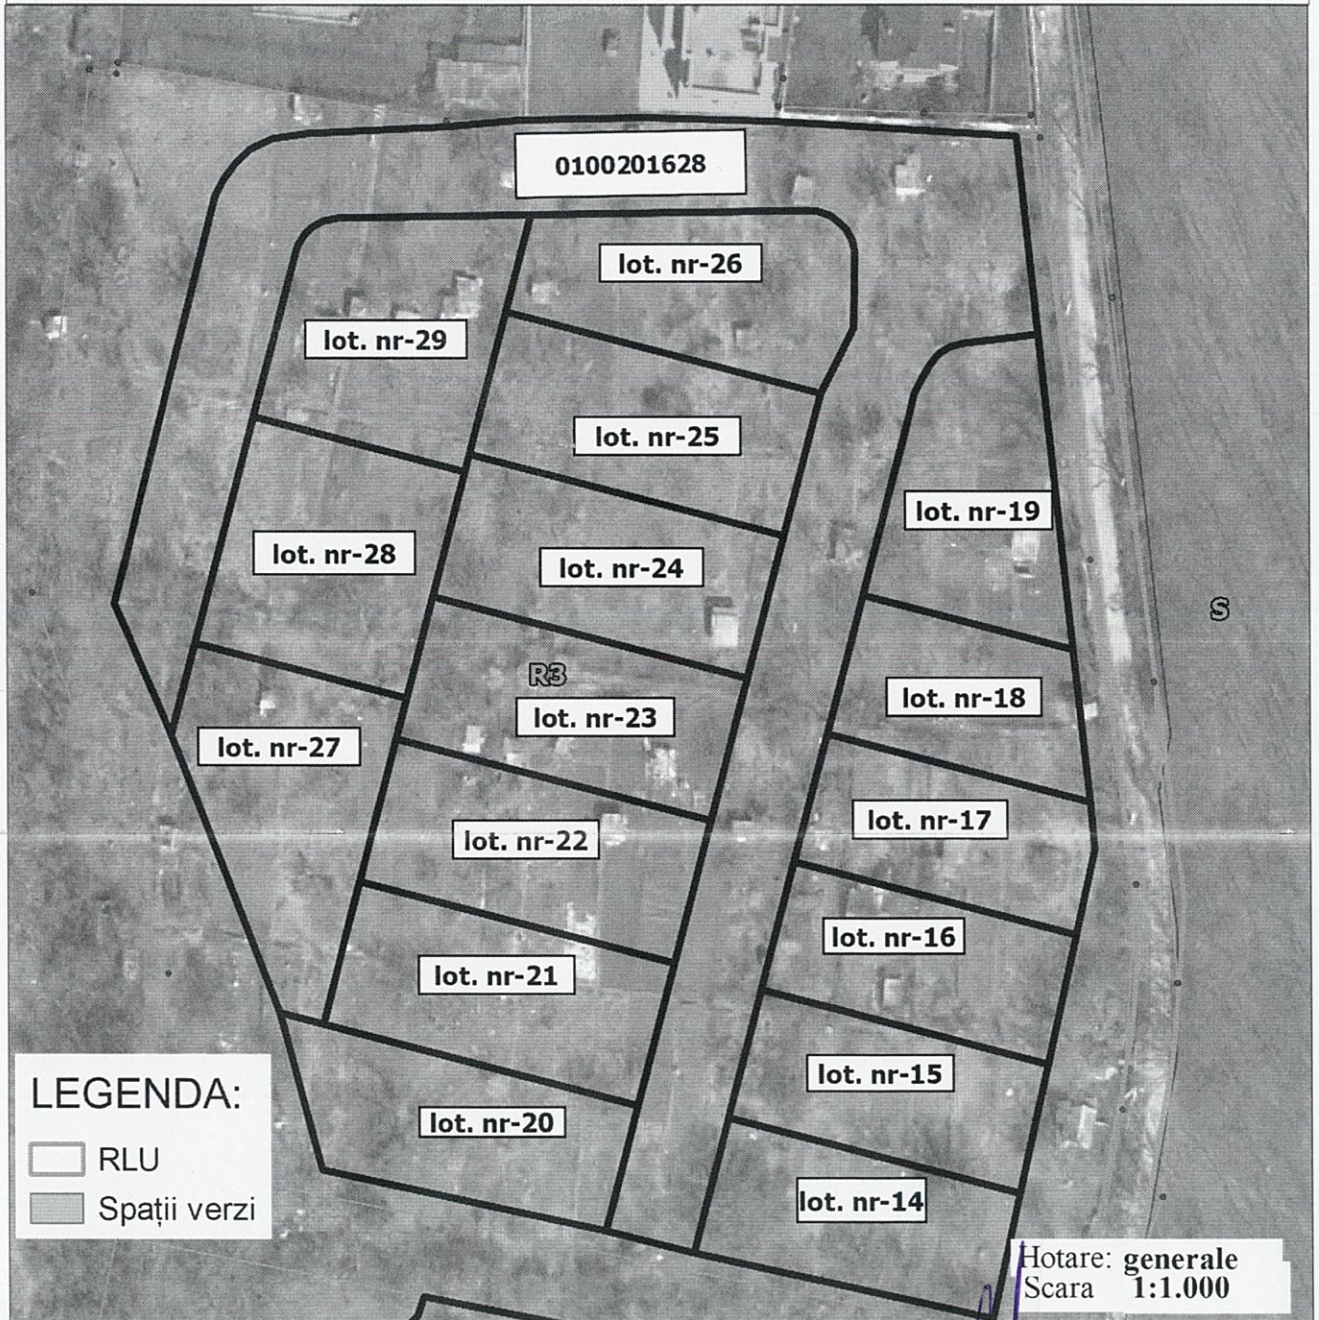 0100201628
lot. nr-26
lot. nr-29
lot. nr-25
lot. nr-19
lot. nr-28
lot. nr-24
S
R3
lot. nr-18
lot. nr-23
lot. nr-27
lot. nr-17
lot. nr-22
lot. nr-16
lot. nr-21
lot. nr-15
lot. nr-20
lot. nr-14
LEGENDA:
RLU
Spații verzi
Hotare: generale
Scara 1:1.000